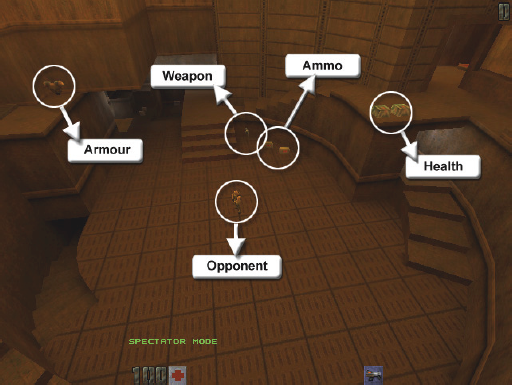 Ammo
Weapon
Armour
Health
Opponent
SPECTATOR MODE
100